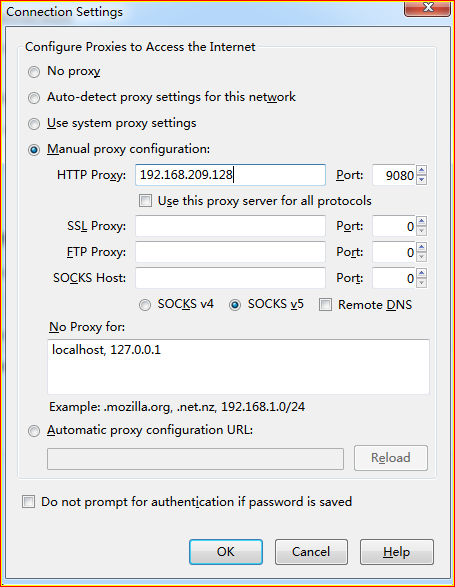 Connection Settings
Configure Proxies to Access the Internet
No proxy
Auto-detect proxy settings for this network
Use system proxy settings
Manual proxy configuration:
HTTP Proxy: 192.168.209.128 Port: 9080
Use this proxy server for all protocols
SSL Proxy: Port: 0
FTP Proxy: Port: 0
SOCKS Host: Port: 0
SOCKS v4 SOCKS v5 Remote DNS
No Proxy for:
localhost, 127.0.0.1
Example: .mozilla.org, .net.nz, 192.168.1.0/24
Automatic proxy configuration URL:
Reload
Do not prompt for authentication if password is saved
OK Cancel Help